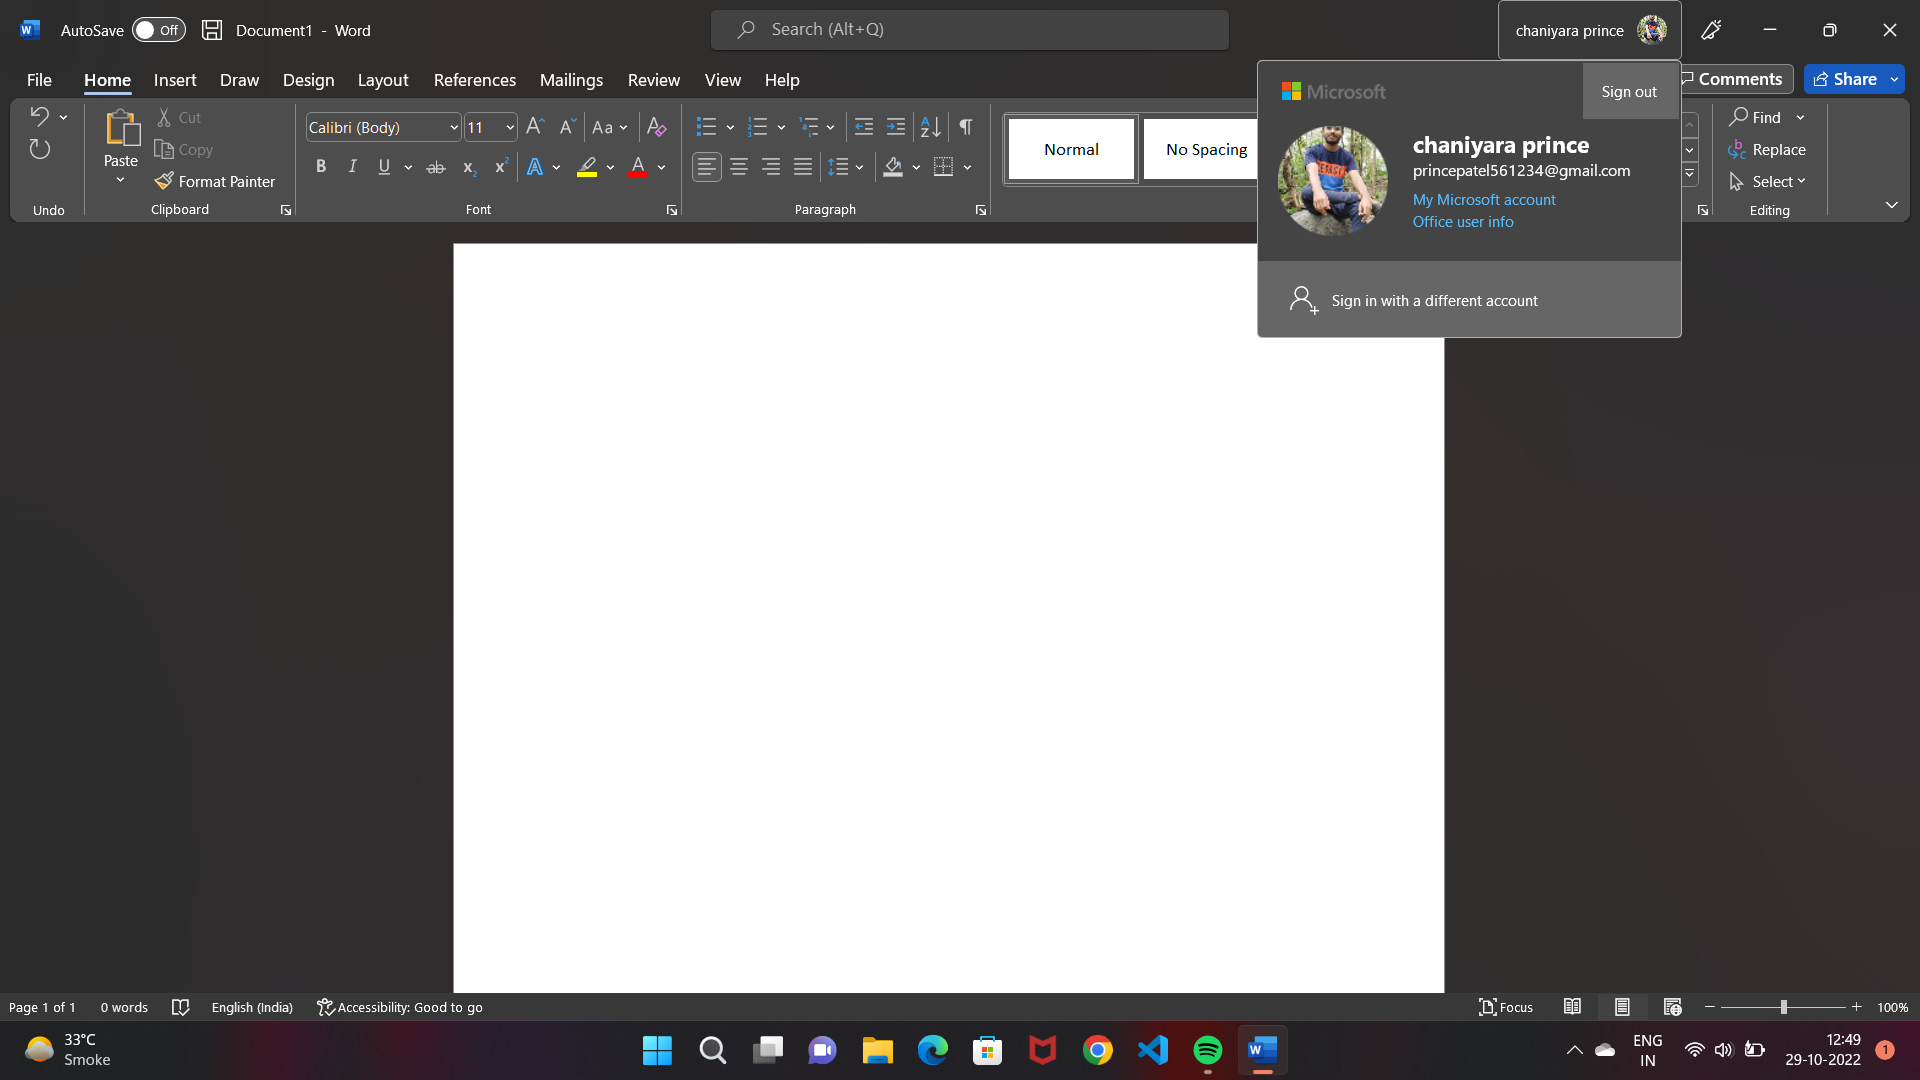 AutoSave Off Document1 - Word
Search (Alt+Q)
chaniyara prince
File Home Insert Draw Design Layout References Mailings Review View Help
Comments Share
Undo
Paste
Cut
Copy
Format Painter
Clipboard
Calibri (Body) 11
Font
Paragraph
Normal
No Spacing
Find
Replace
Select
Editing
Microsoft
Sign out
chaniyara prince
princepatel561234@gmail.com
My Microsoft account
Office user info
Sign in with a different account
Page 1 of 1 0 words English (India) Accessibility: Good to go
Focus 100%
33°C
Smoke
ENG
IN
12:49
29-10-2022
1